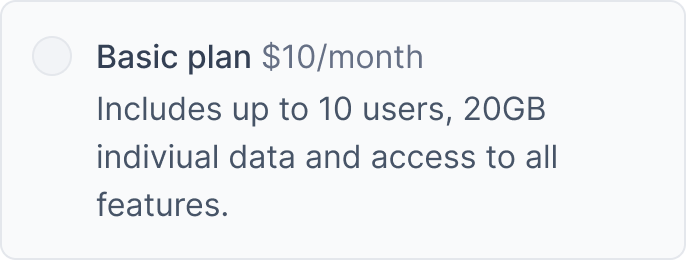 Basic plan $10/month
Includes up to 10 users, 20GB
indiviual data and access to all
features.